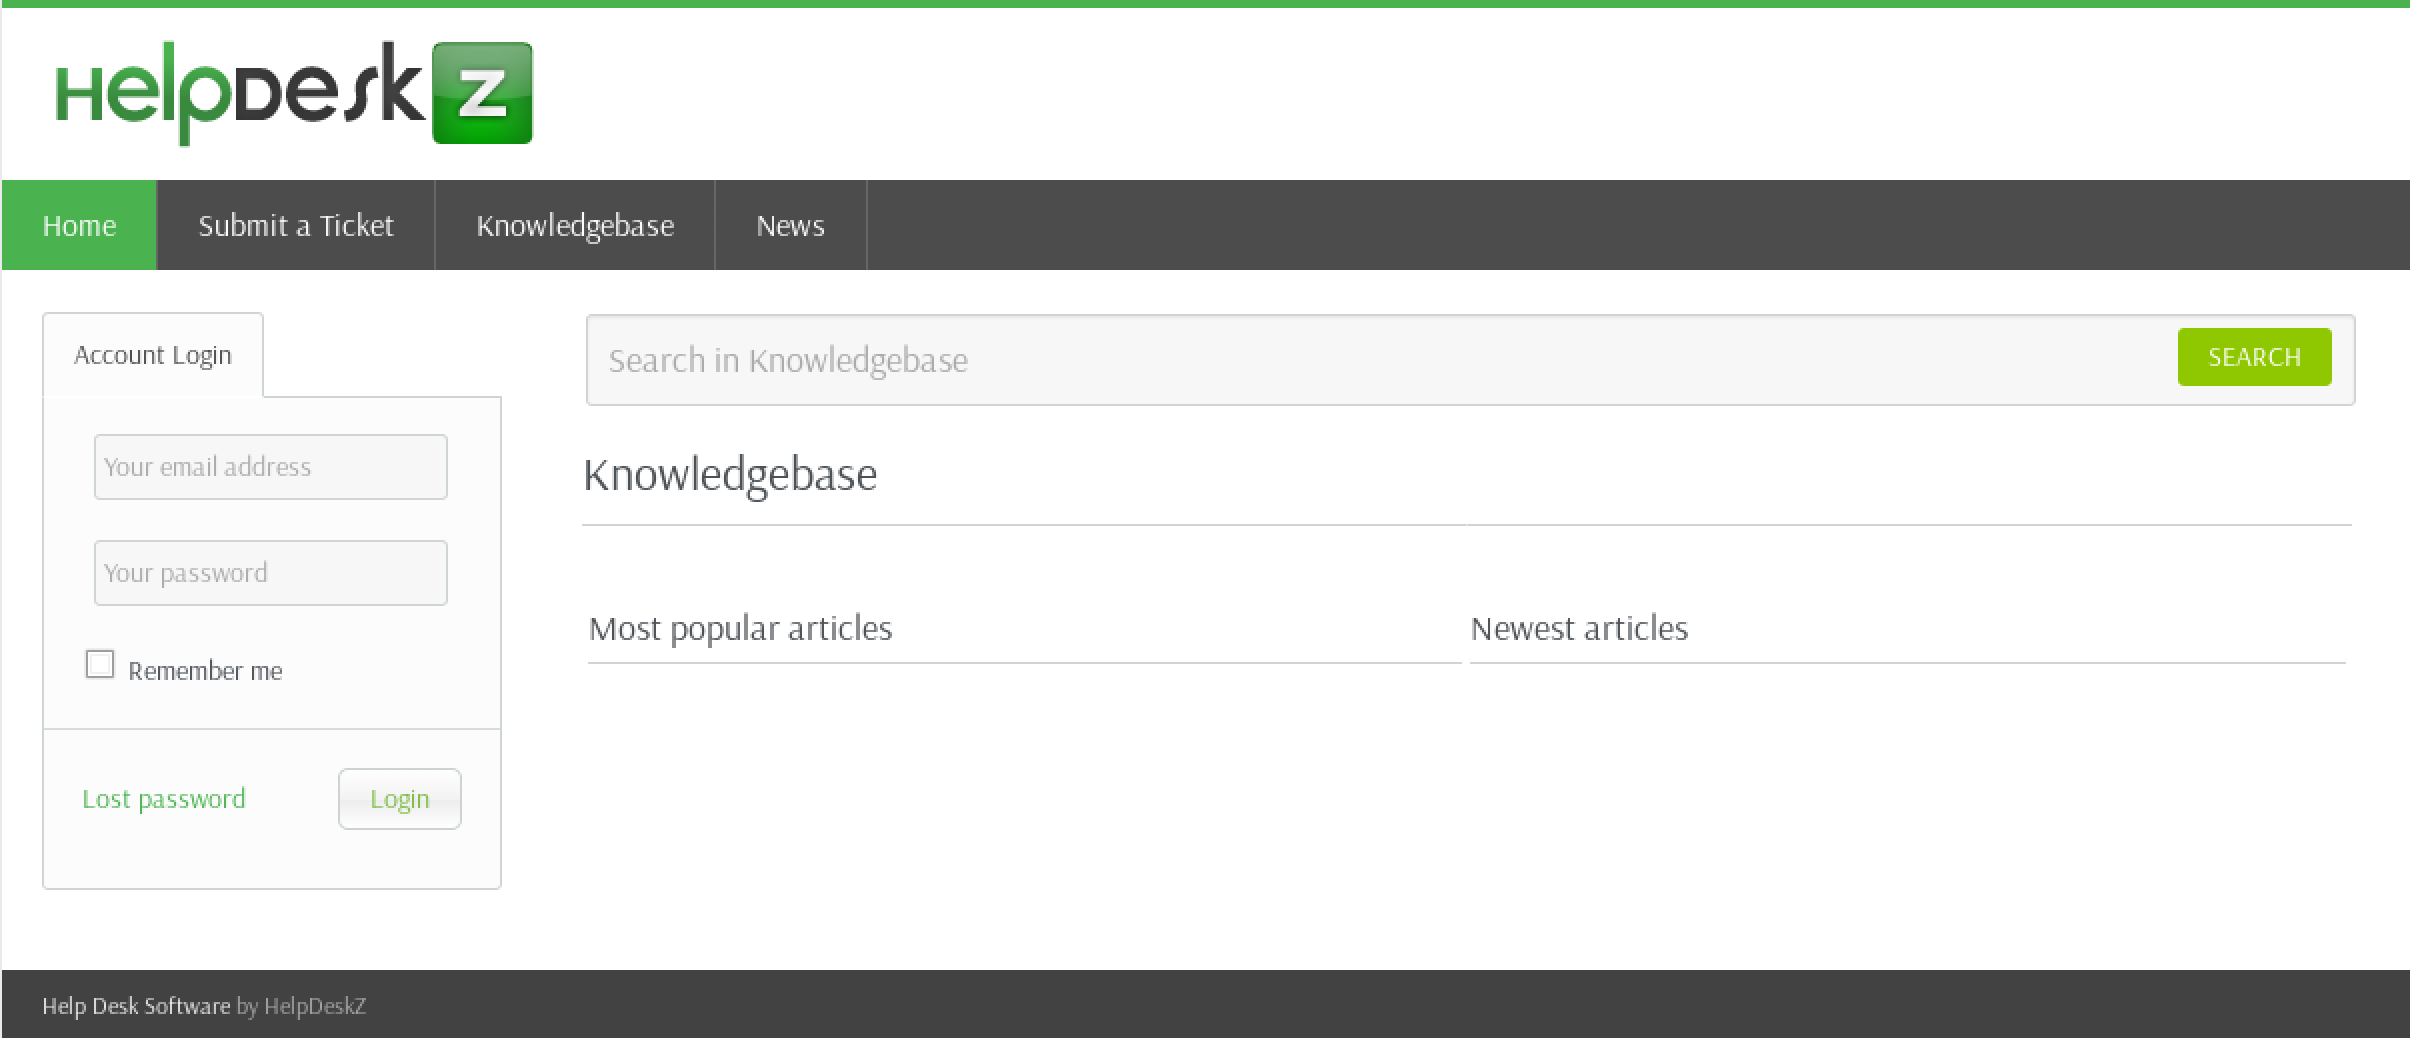 HelpDesk Z
Home
Submit a Ticket
Knowledgebase
News
Account Login
Your email address
Your password
Remember me
Lost password
Login
Search in Knowledgebase
SEARCH
Knowledgebase
Most popular articles
Newest articles
Help Desk Software by HelpDeskZ